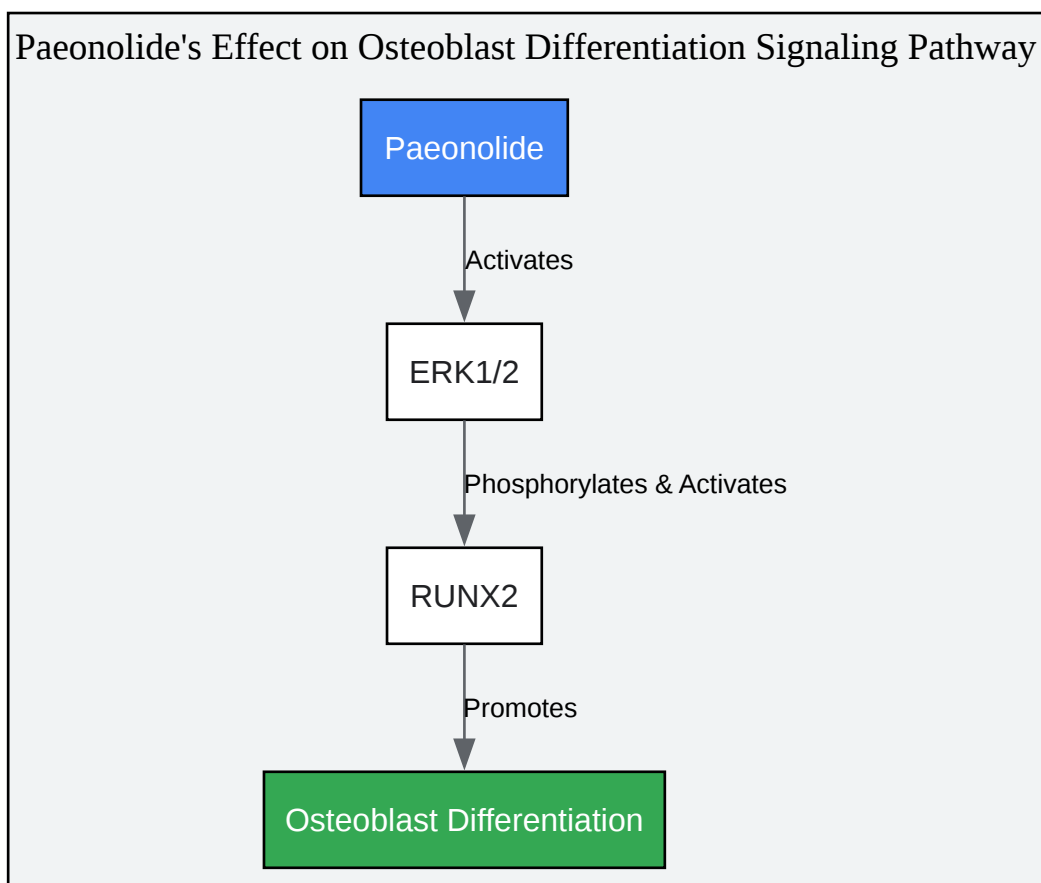 Paeonolide's Effect on Osteoblast Differentiation Signaling Pathway
Paeonolide
Activates
ERK1/2
Phosphorylates & Activates
RUNX2
Promotes
Osteoblast Differentiation